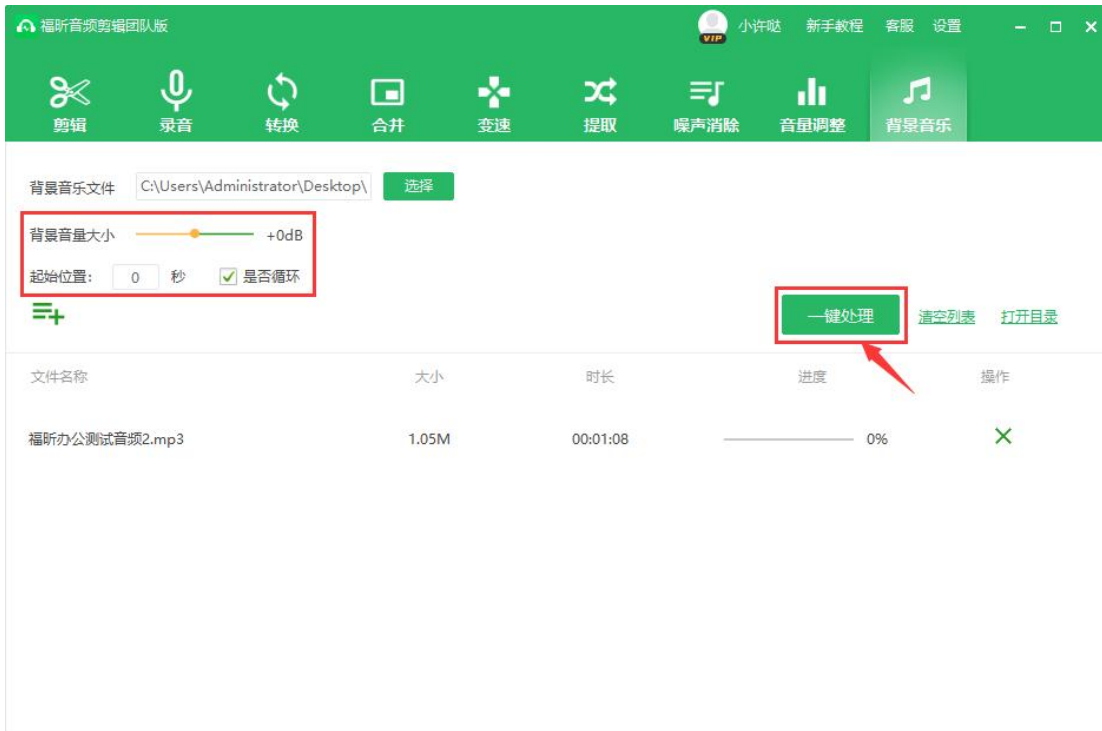 福昕音频剪辑团队版 VIP 小许哒 新手教程 客服 设置
剪辑 录音 转换 合并 变速 提取 噪声消除 音量调整 背景音乐
背景音乐文件 C:\Users\Administrator\Desktop\ 选择
背景音量大小 +0dB
起始位置: 0 秒 是否循环
一键处理 清空列表 打开目录
文件名称 大小 时长 进度 操作
福昕办公测试音频2.mp3 1.05M 00:01:08 0%